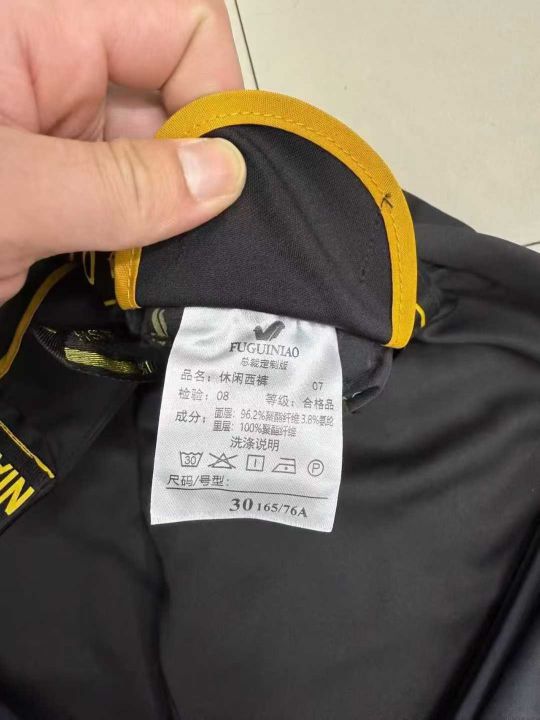 FUGUINIAO
总裁定制版
品名：休闲西裤 07
检验：08 等级：合格品
成分：面层：96.2%聚酯纤维3.8%氨纶
里层：100%聚酯纤维
洗涤说明
30 P
尺码/号型：
30 165/76A